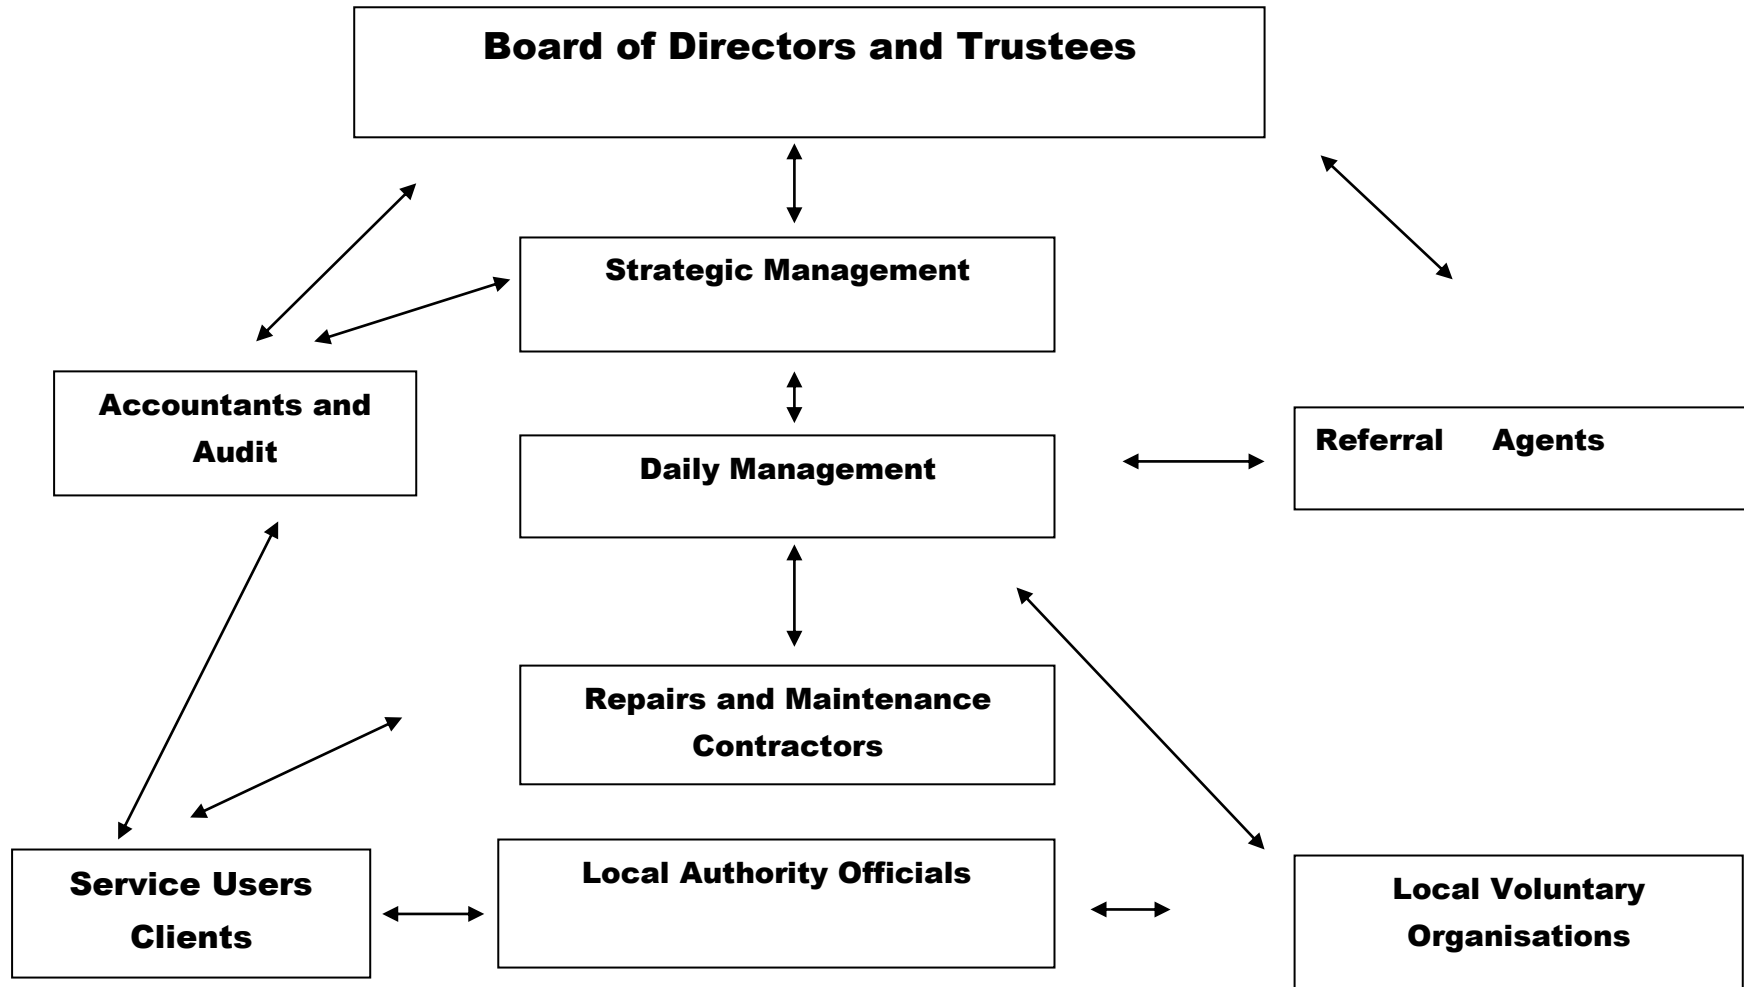 Board of Directors and Trustees
Strategic Management
Accountants and
Audit
Daily Management
Referral Agents
Repairs and Maintenance
Contractors
Service Users
Clients
Local Authority Officials
Local Voluntary
Organisations